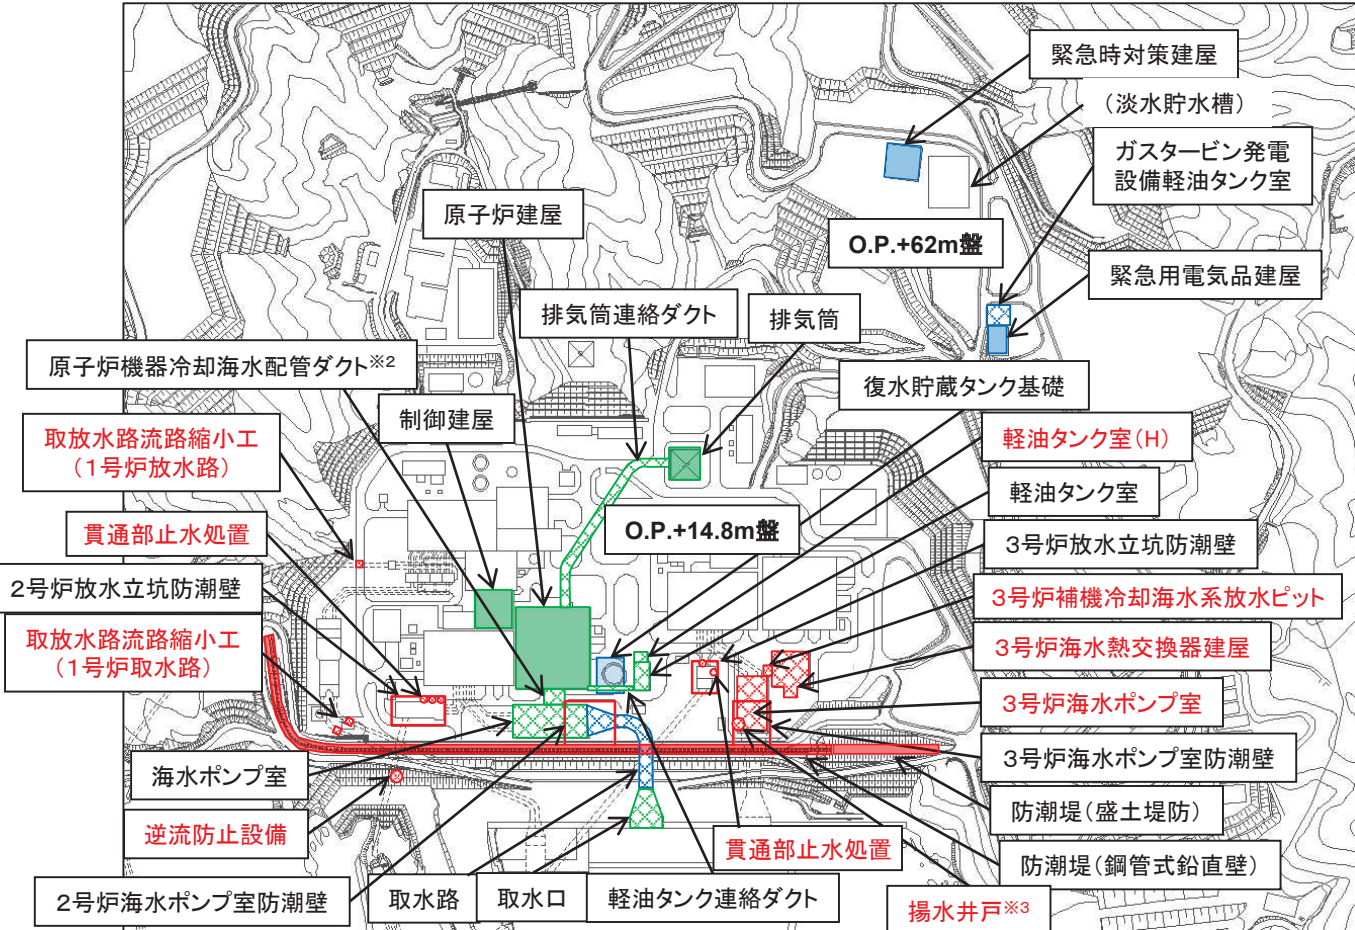 緊急時対策建屋
（淡水貯水槽）
ガスタービン発電
設備軽油タンク室
原子炉建屋
O.P.+62m盤
緊急用電気品建屋
排気筒連絡ダクト
排気筒
原子炉機器冷却海水配管ダクト※2
復水貯蔵タンク基礎
制御建屋
取放水路流路縮小工
（1号炉放水路）
軽油タンク室（H）
軽油タンク室
貫通部止水処置
O.P.+14.8m盤
3号炉放水立坑防潮壁
2号炉放水立坑防潮壁
3号炉補機冷却海水系放水ピット
取放水路流路縮小工
（1号炉取水路）
3号炉海水熱交換器建屋
3号炉海水ポンプ室
海水ポンプ室
3号炉海水ポンプ室防潮壁
防潮堤（盛土堤防）
逆流防止設備
貫通部止水処置
防潮堤（鋼管式鉛直壁）
2号炉海水ポンプ室防潮壁
取水路
取水口
軽油タンク連絡ダクト
揚水井戸※3